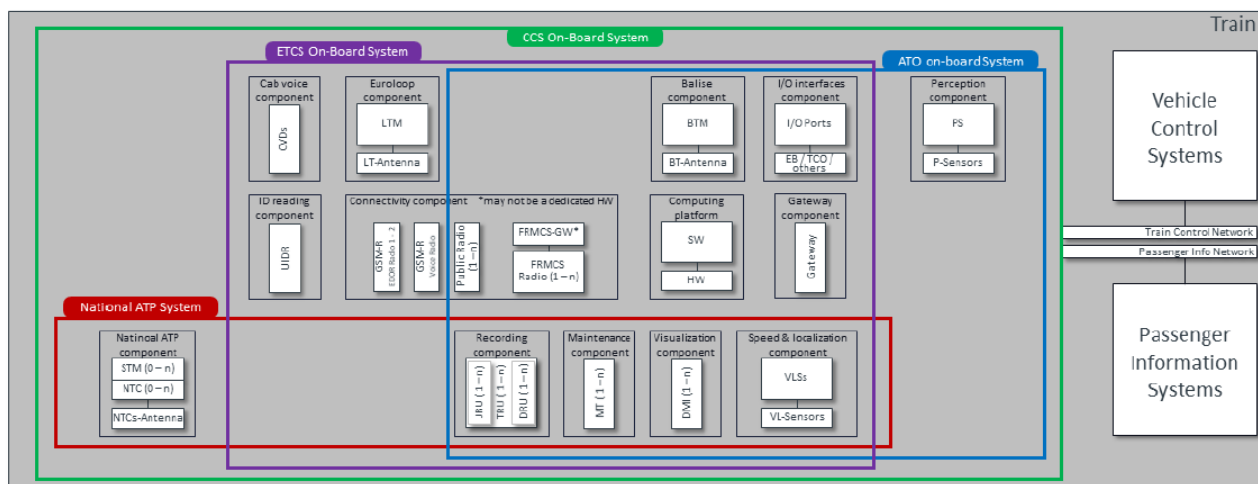 Train
CCS On-Board System
ETCS On-Board System
ATO on-board System
Cab voice
component
CVDs
Euroloop
component
LTM
LT-Antenna
Balise
component
BTM
BT-Antenna
I/O interfaces
component
I/O Ports
EB / TCO /
others
Perception
component
PS
P-Sensors
Vehicle
Control
Systems
ID reading
component
UIDR
Connectivity component *may not be a dedicated HW
GSM-R
EDOR Radio 1 - 2
GSM-R
Voice Radio
Public Radio
(1 – n)
FRMCS-GW*
FRMCS
Radio (1 – n)
Computing
platform
SW
HW
Gateway
component
Gateway
Train Control Network
Passenger Info Network
National ATP System
National ATP
component
STM (0 – n)
NTC (0 – n)
NTCs-Antenna
Recording
component
JRU (1 – n)
TRU (1 – n)
DRU (1 – n)
Maintenance
component
MT (1 – n)
Visualization
component
DMI (1 – n)
Speed & localization
component
VLSs
VL-Sensors
Passenger
Information
Systems